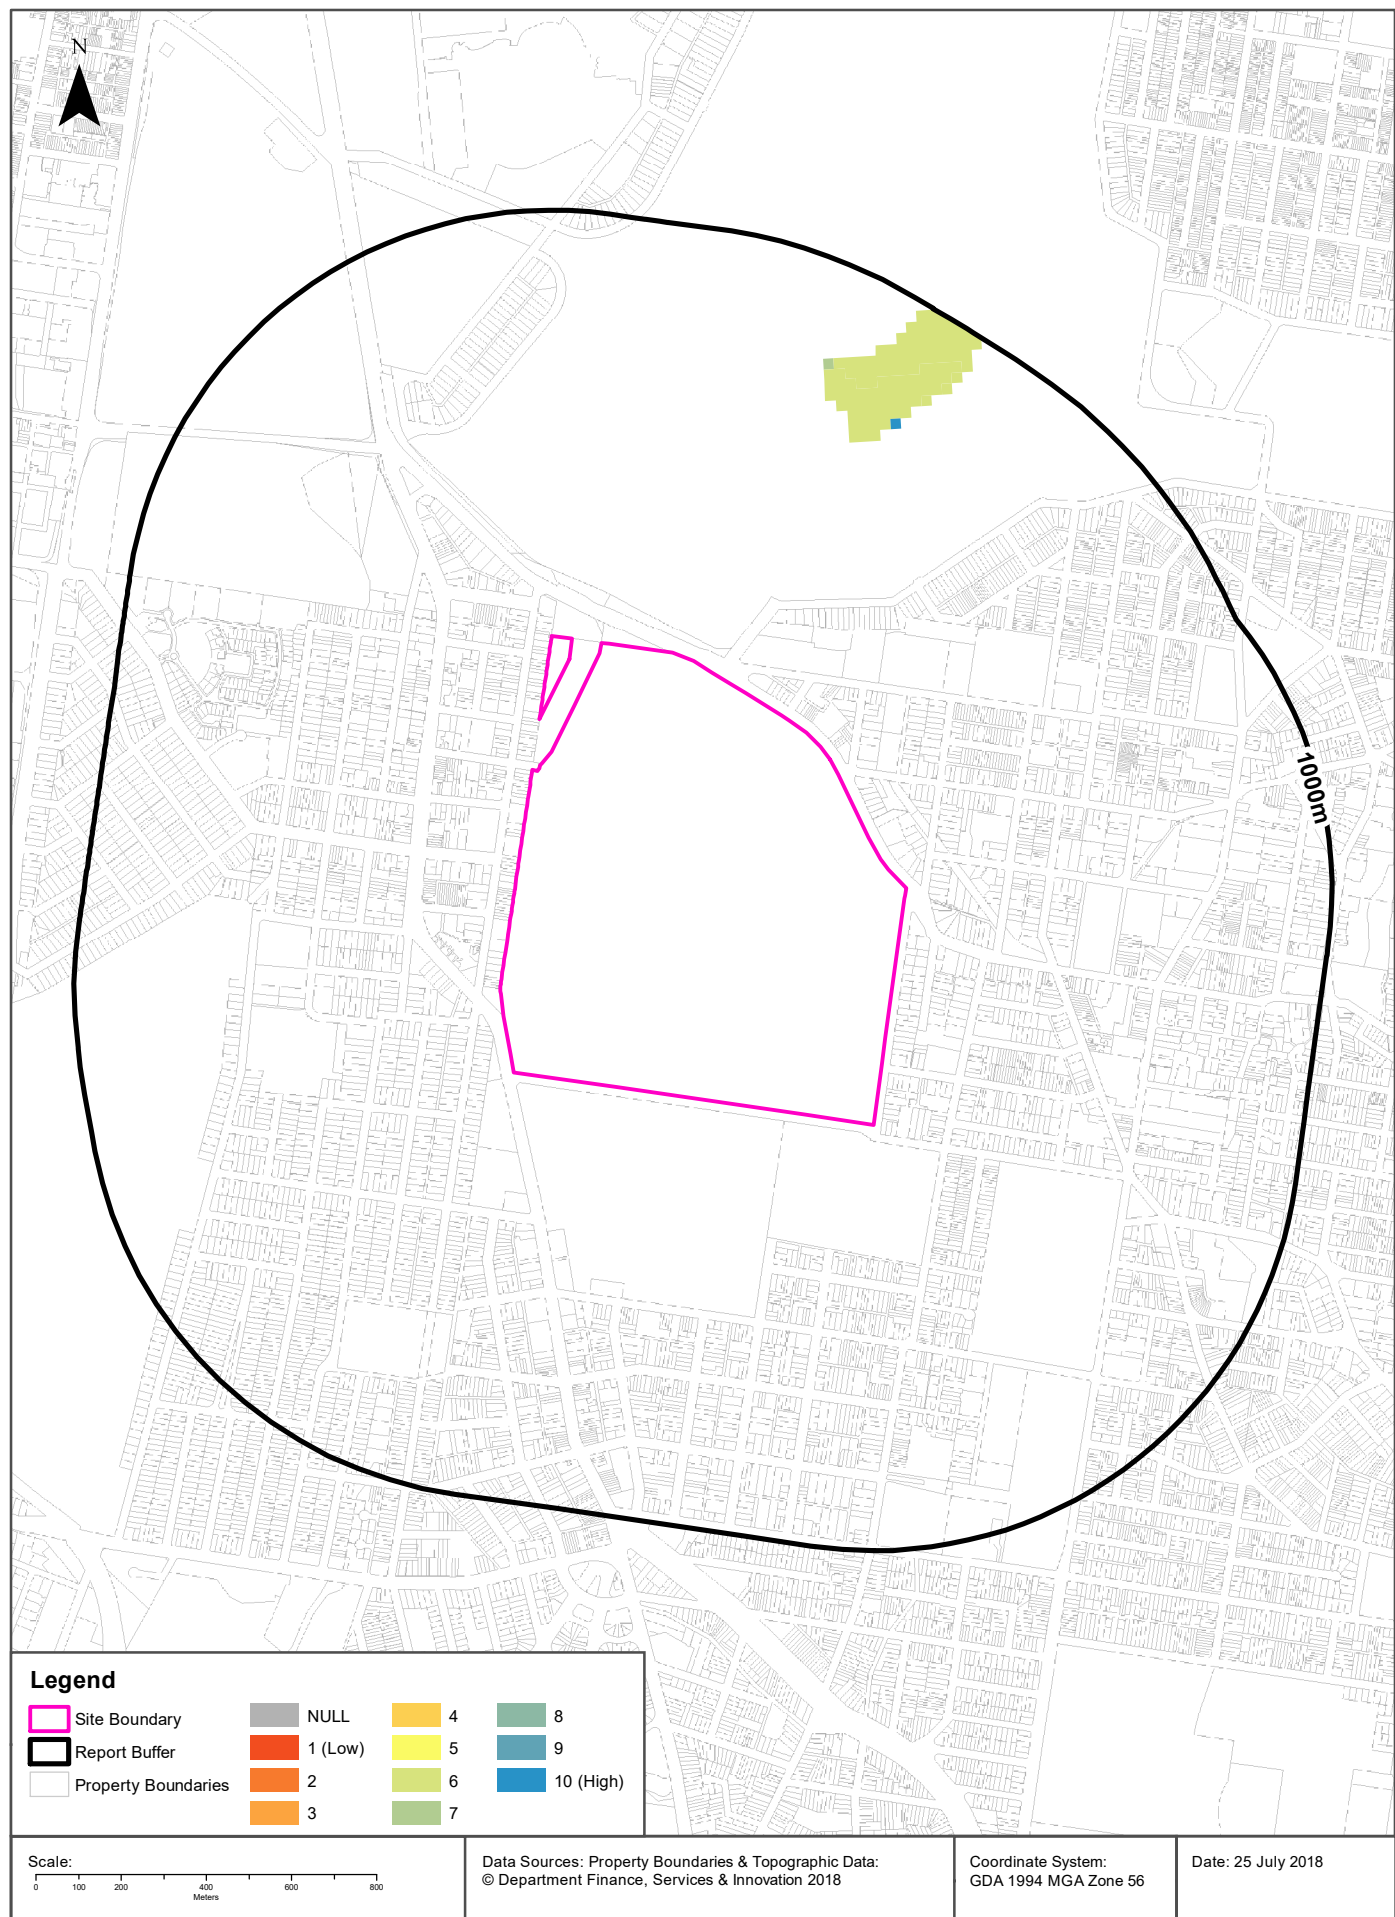 N
1000m
Legend
Site Boundary
Report Buffer
Property Boundaries
NULL
1 (Low)
2
3
4
5
6
7
8
9
10 (High)
Scale:
0 100 200 400 600 800
Meters
Data Sources: Property Boundaries & Topographic Data:
© Department Finance, Services & Innovation 2018
Coordinate System:
GDA 1994 MGA Zone 56
Date: 25 July 2018